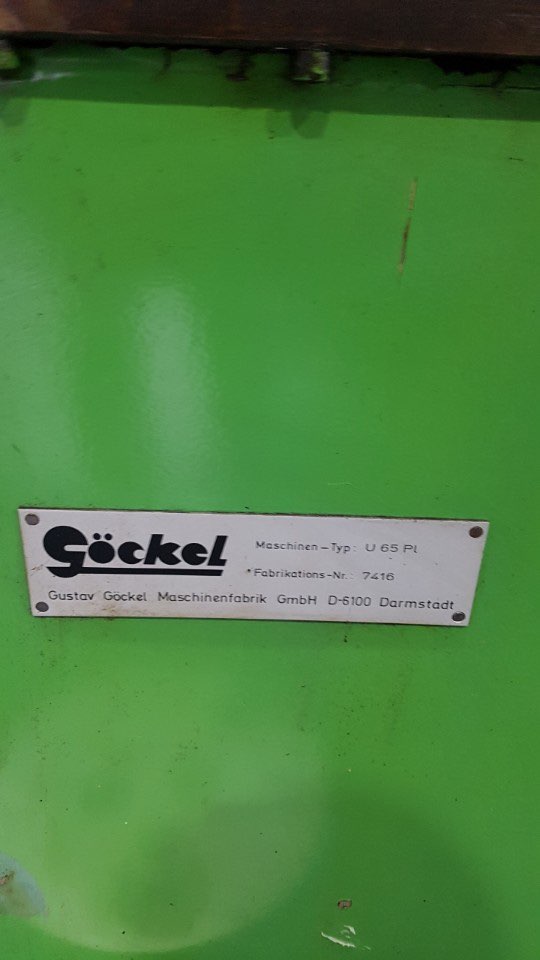 Göckel
Maschinen-Typ: U 65 Pl
Fabrikations-Nr.: 7416
Gustav Göckel Maschinenfabrik GmbH D-6100 Darmstadt